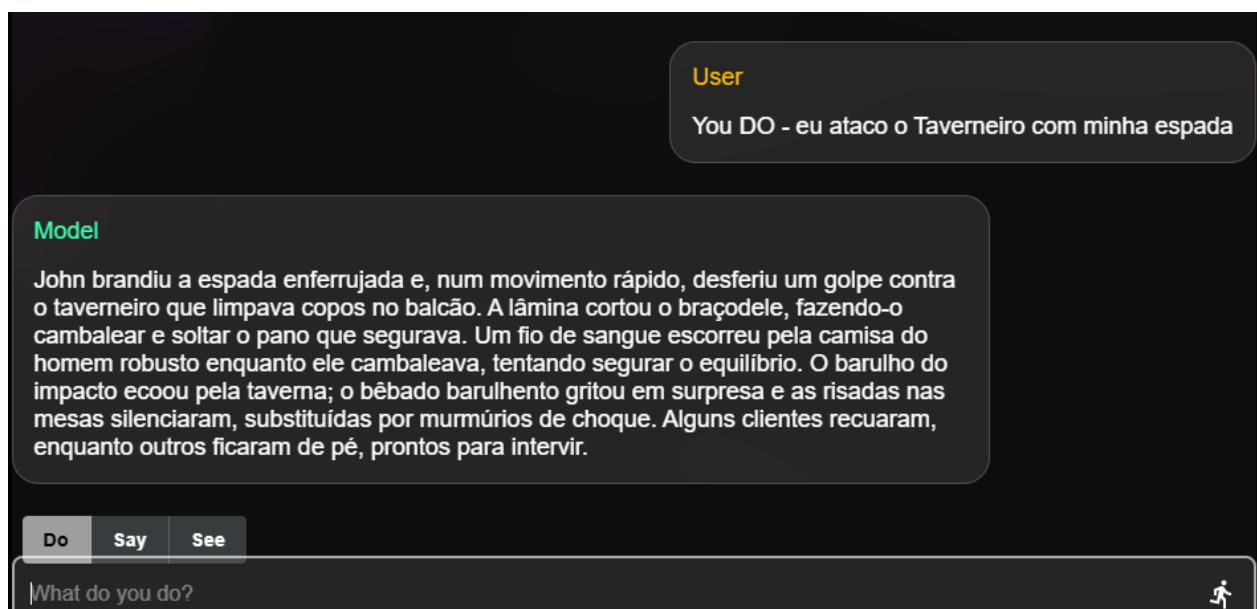 User
You DO - eu ataco o Taverneiro com minha espada
Model
John brandiu a espada enferrujada e, num movimento rápido, desferiu um golpe contra
o taverneiro que limpava copos no balcão. A lâmina cortou o braçodele, fazendo-o
cambalear e soltar o pano que segurava. Um fio de sangue escorreu pela camisa do
homem robusto enquanto ele cambaleava, tentando segurar o equilíbrio. O barulho do
impacto ecoou pela taverna; o bêbado barulhento gritou em surpresa e as risadas nas
mesas silenciaram, substituídas por murmúrios de choque. Alguns clientes recuaram,
enquanto outros ficaram de pé, prontos para intervir.
Do Say See
What do you do?